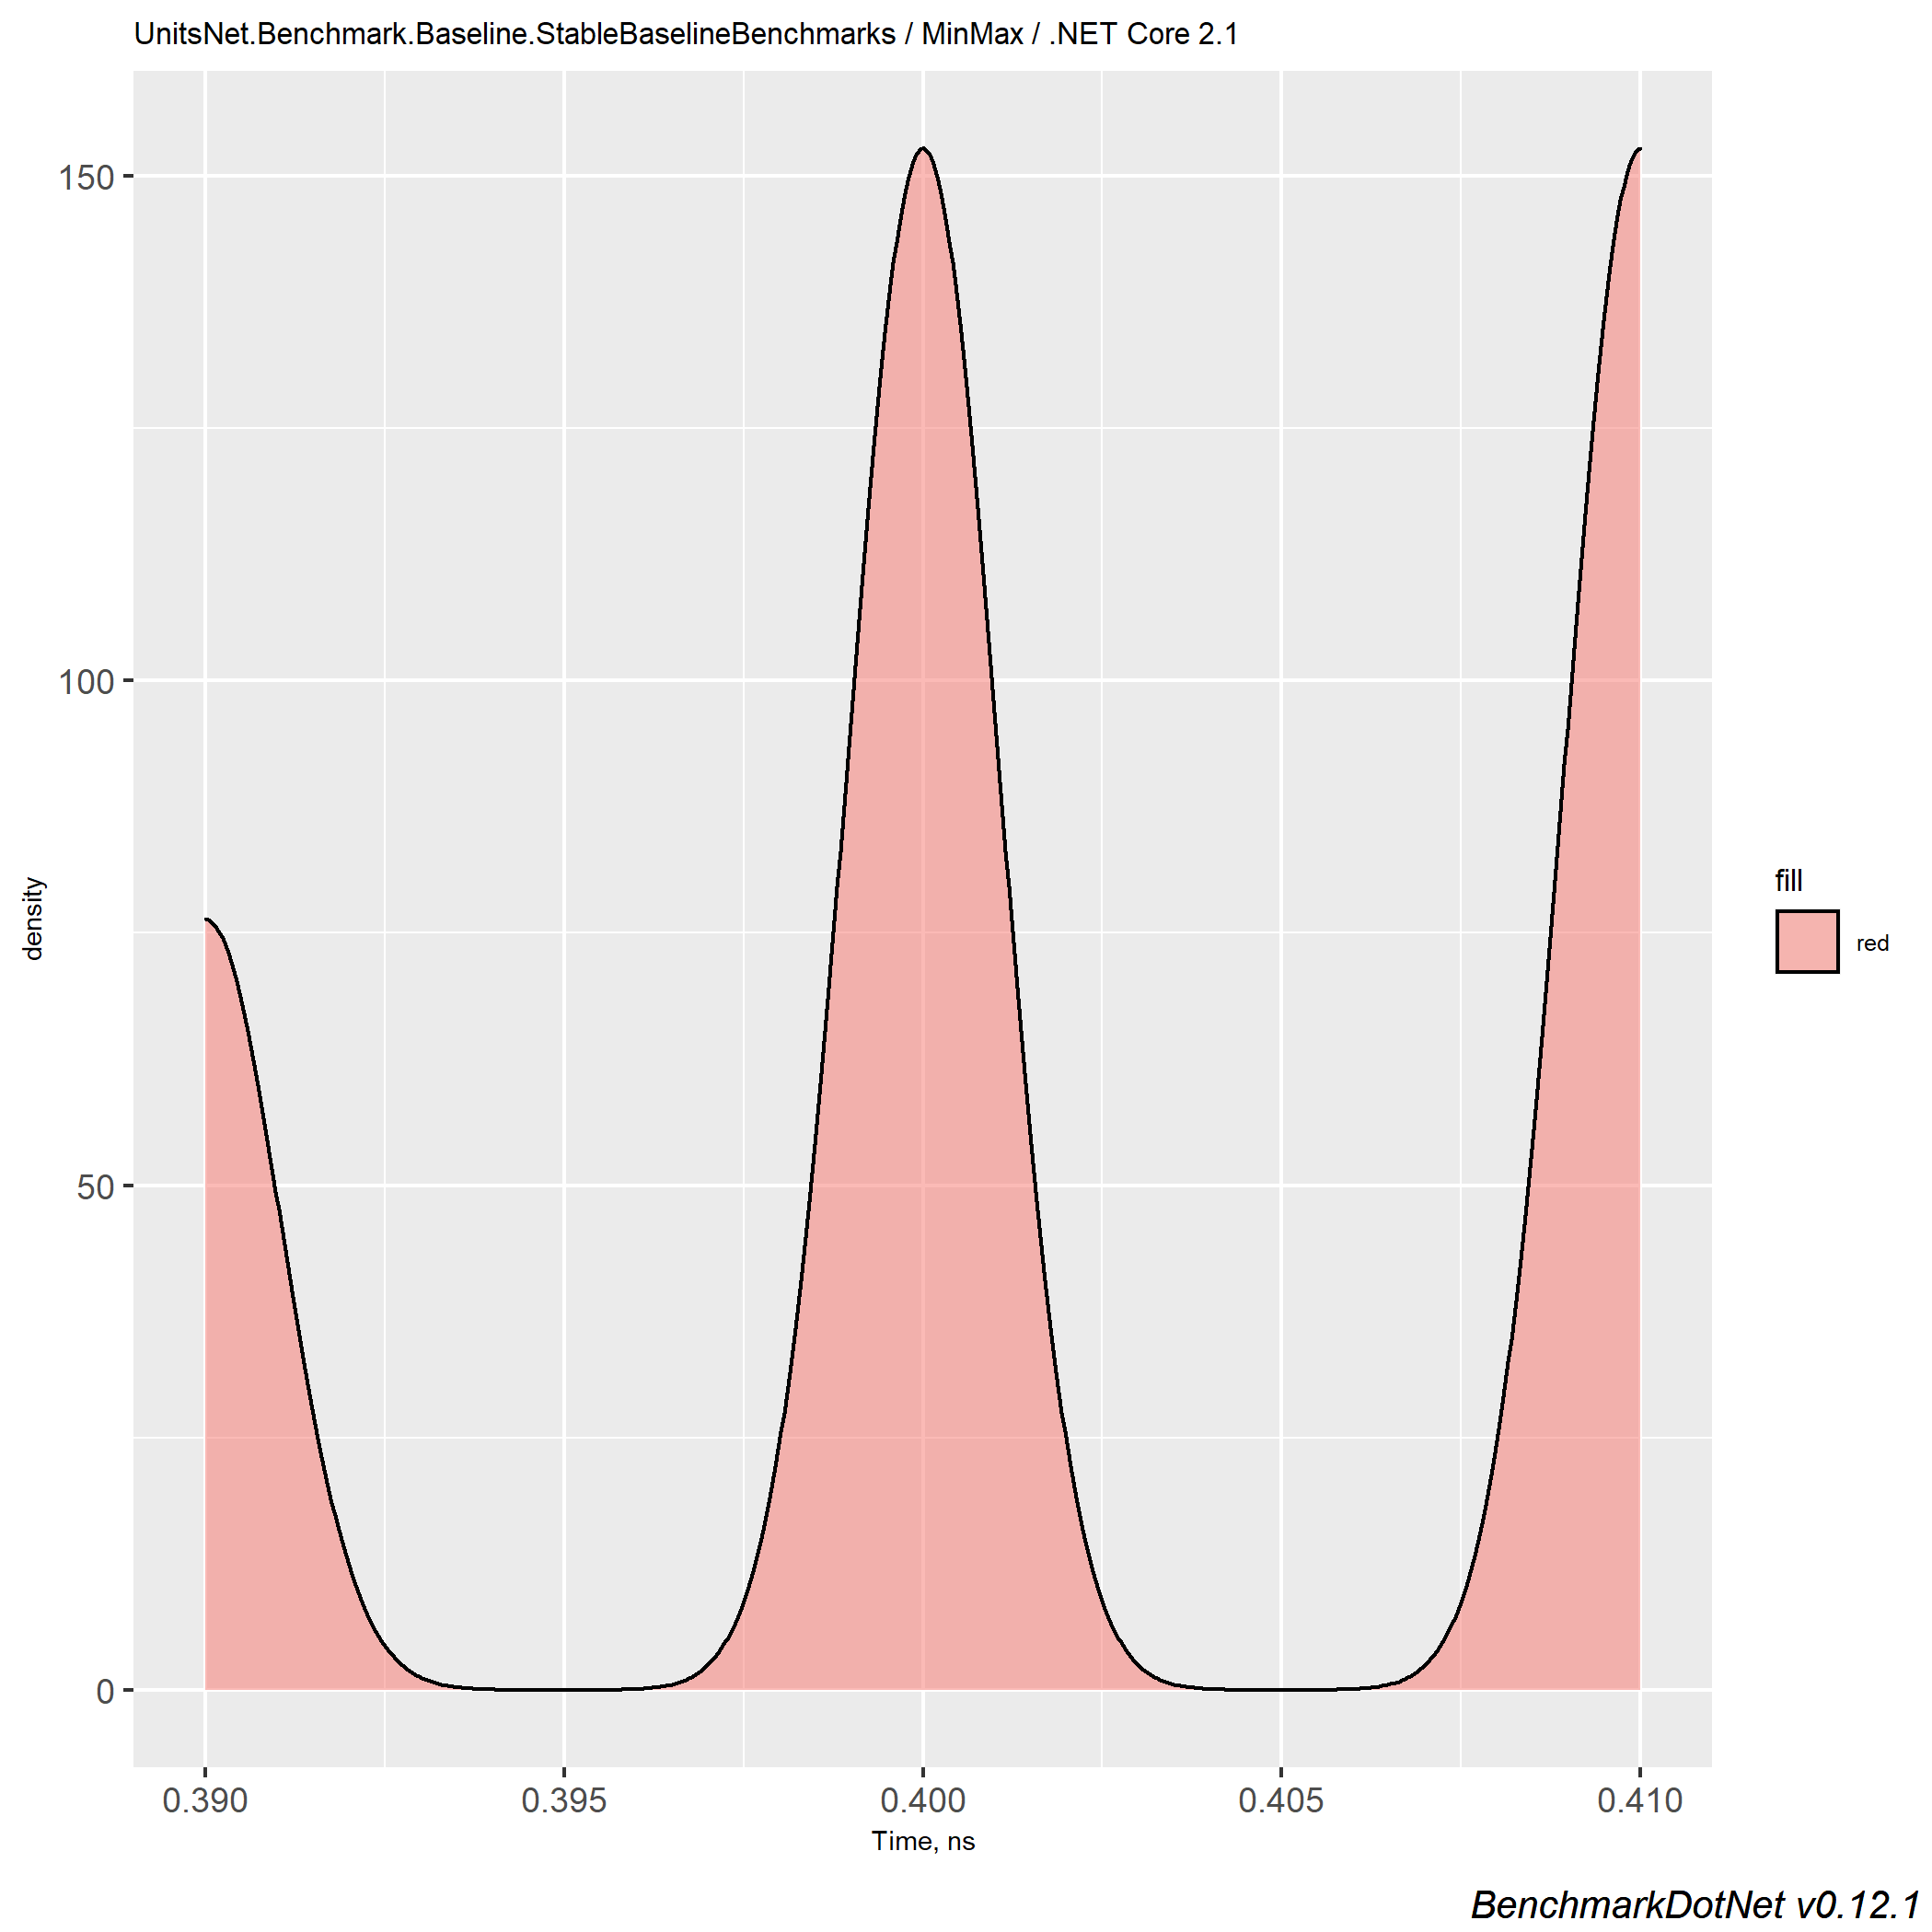 UnitsNet.Benchmark.Baseline.StableBaselineBenchmarks / MinMax / .NET Core 2.1
150
100
50
0
density
0.390
0.395
0.400
0.405
0.410
Time, ns
fill
red
BenchmarkDotNet v0.12.1